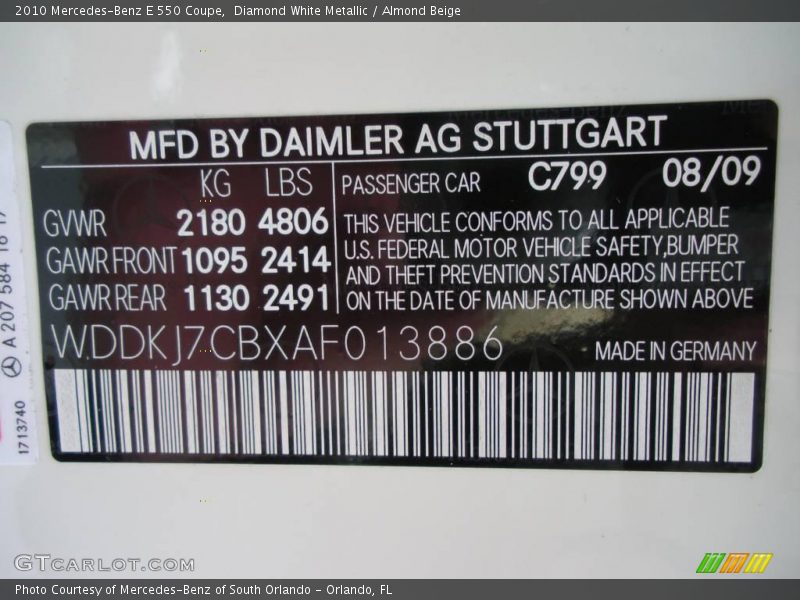 2010 Mercedes-Benz E 550 Coupe,  Diamond White Metallic / Almond Beige
MFD BY DAIMLER AG STUTTGART
KG LBS
GVWR 2180 4806
GAWR FRONT 1095 2414
GAWR REAR 1130 2491
PASSENGER CAR C799 08/09
THIS VEHICLE CONFORMS TO ALL APPLICABLE
U.S. FEDERAL MOTOR VEHICLE SAFETY,BUMPER
AND THEFT PREVENTION STANDARDS IN EFFECT
ON THE DATE OF MANUFACTURE SHOWN ABOVE
WDDKJ7CBXAF013886
MADE IN GERMANY
A 207 584 18 17
1713740
GTCARLOT.COM
Photo Courtesy of Mercedes-Benz of South Orlando - Orlando, FL